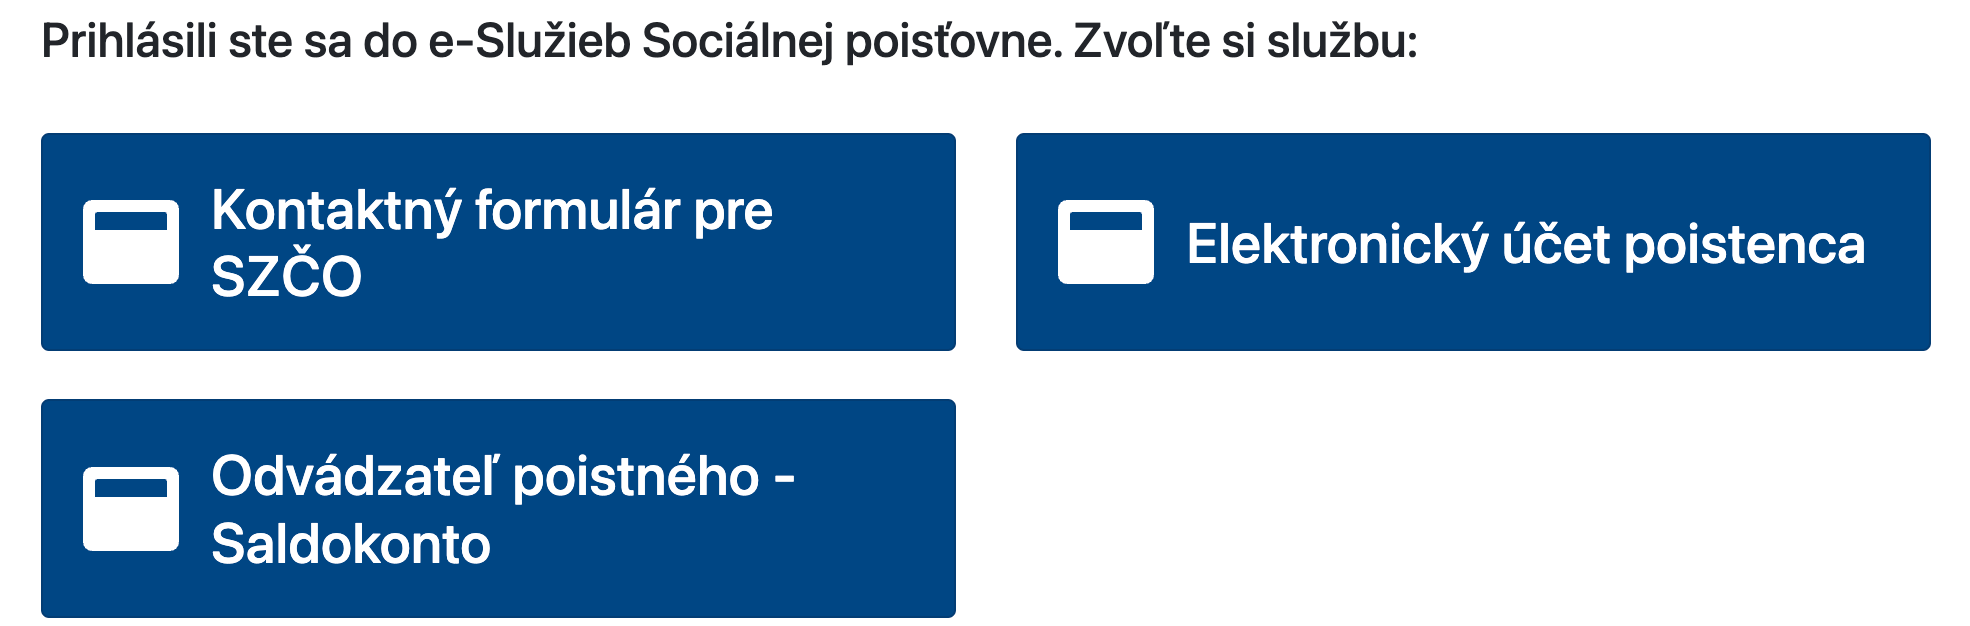 Prihlásili ste sa do e-Služieb Sociálnej poisťovne. Zvoľte si službu:
Kontaktný formulár pre
SZČO
Elektronický účet poistenca
Odvádzateľ poistného -
Saldokonto